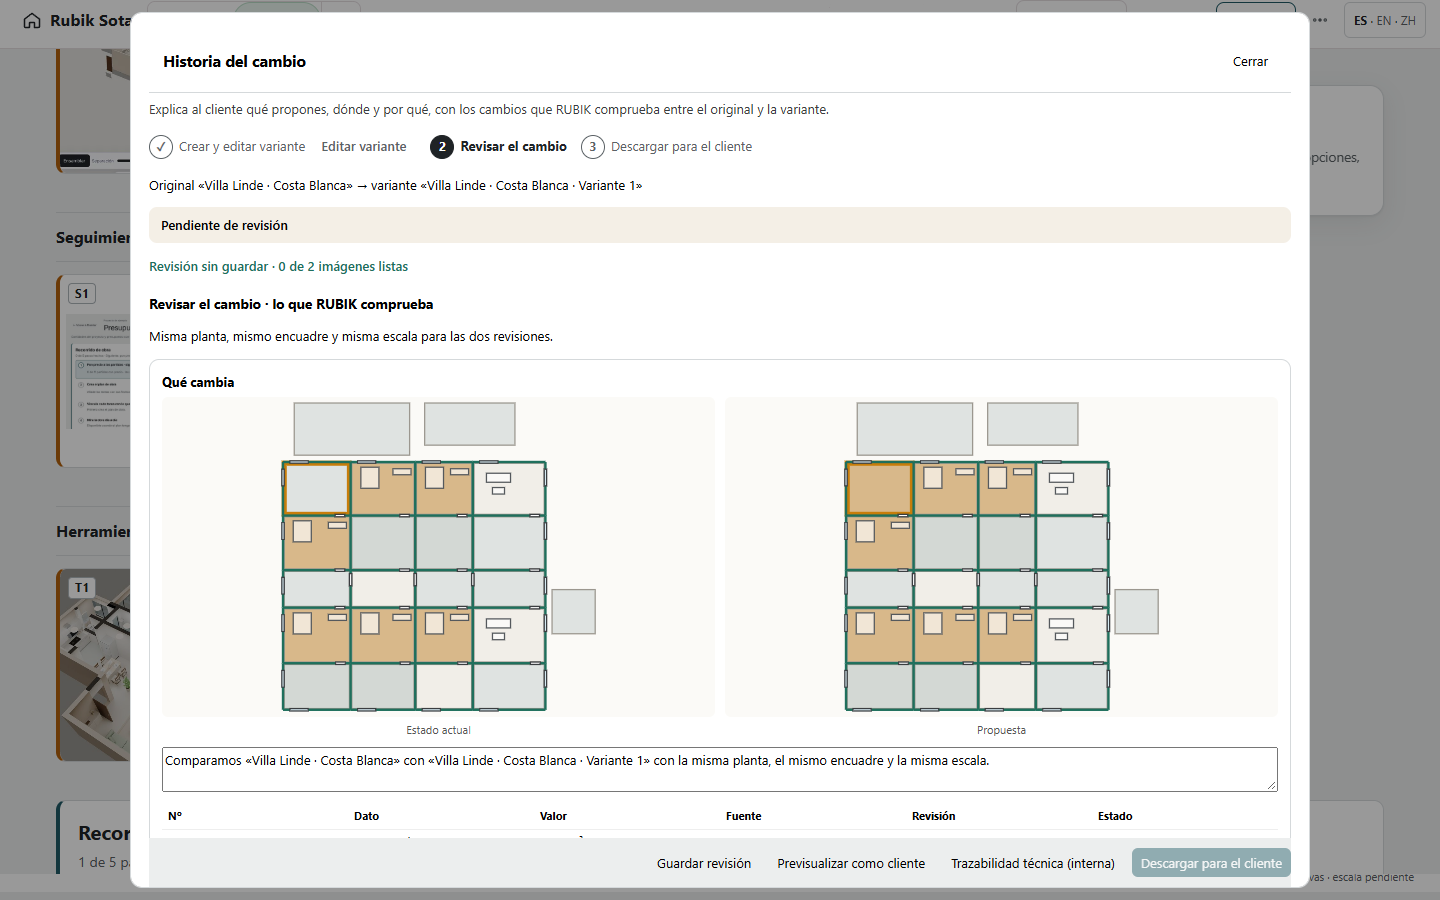 Rubik Sota
ES · EN · ZH
Historia del cambio
Cerrar
Explica al cliente qué propones, dónde y por qué, con los cambios que RUBIK comprueba entre el original y la variante.
✓ Crear y editar variante Editar variante 2 Revisar el cambio 3 Descargar para el cliente
Original «Villa Linde · Costa Blanca» → variante «Villa Linde · Costa Blanca · Variante 1»
Pendiente de revisión
Revisión sin guardar · 0 de 2 imágenes listas
Revisar el cambio · lo que RUBIK comprueba
Misma planta, mismo encuadre y misma escala para las dos revisiones.
Qué cambia
Estado actual
Propuesta
Comparamos «Villa Linde · Costa Blanca» con «Villa Linde · Costa Blanca · Variante 1» con la misma planta, el mismo encuadre y la misma escala.
Nº Dato Valor Fuente Revisión Estado
Guardar revisión Previsualizar como cliente Trazabilidad técnica (interna) Descargar para el cliente
Seguimier
S1
Presupu
Herramier
T1
Recor
1 de 5 p
opciones,
vas · escala pendiente